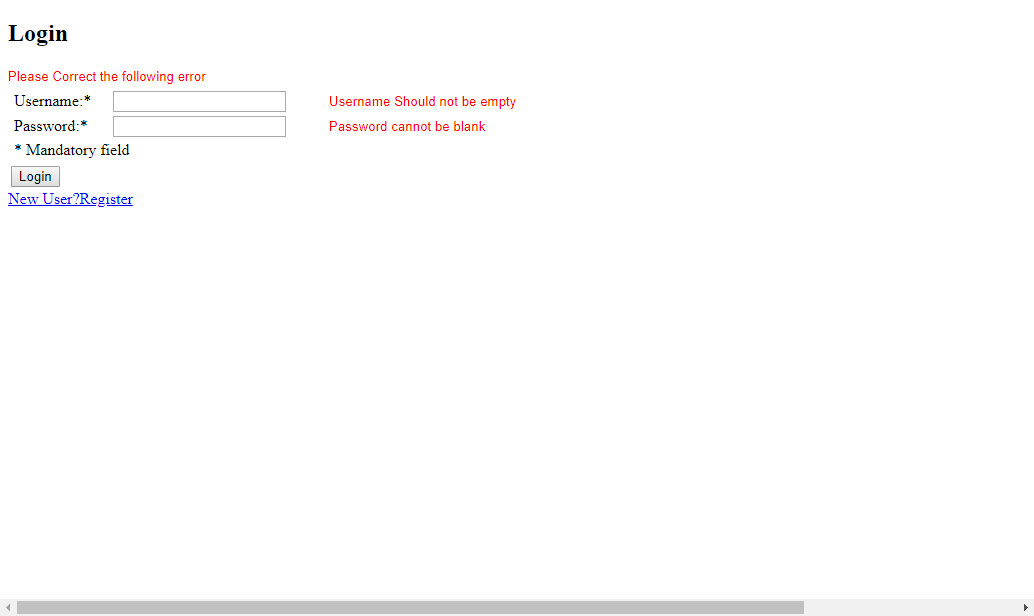 Login
Please Correct the following error
Username:* Username Should not be empty
Password:* Password cannot be blank
* Mandatory field
Login
New User?Register